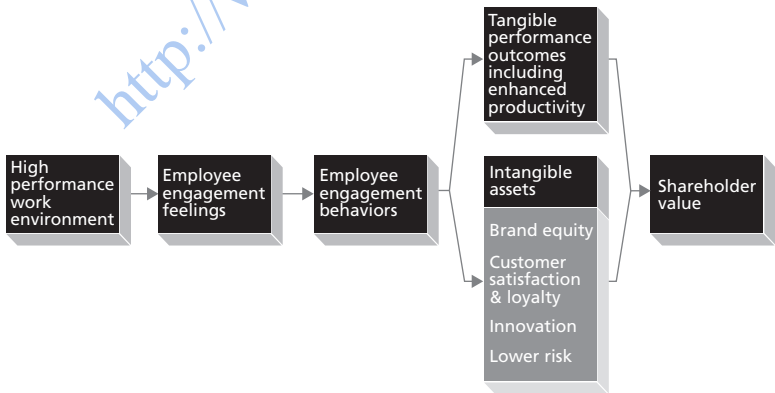 http://
High
performance
work
environment
Employee
engagement
feelings
Employee
engagement
behaviors
Tangible
performance
outcomes
including
enhanced
productivity
Intangible
assets
Brand equity
Customer
satisfaction
& loyalty
Innovation
Lower risk
Shareholder
value